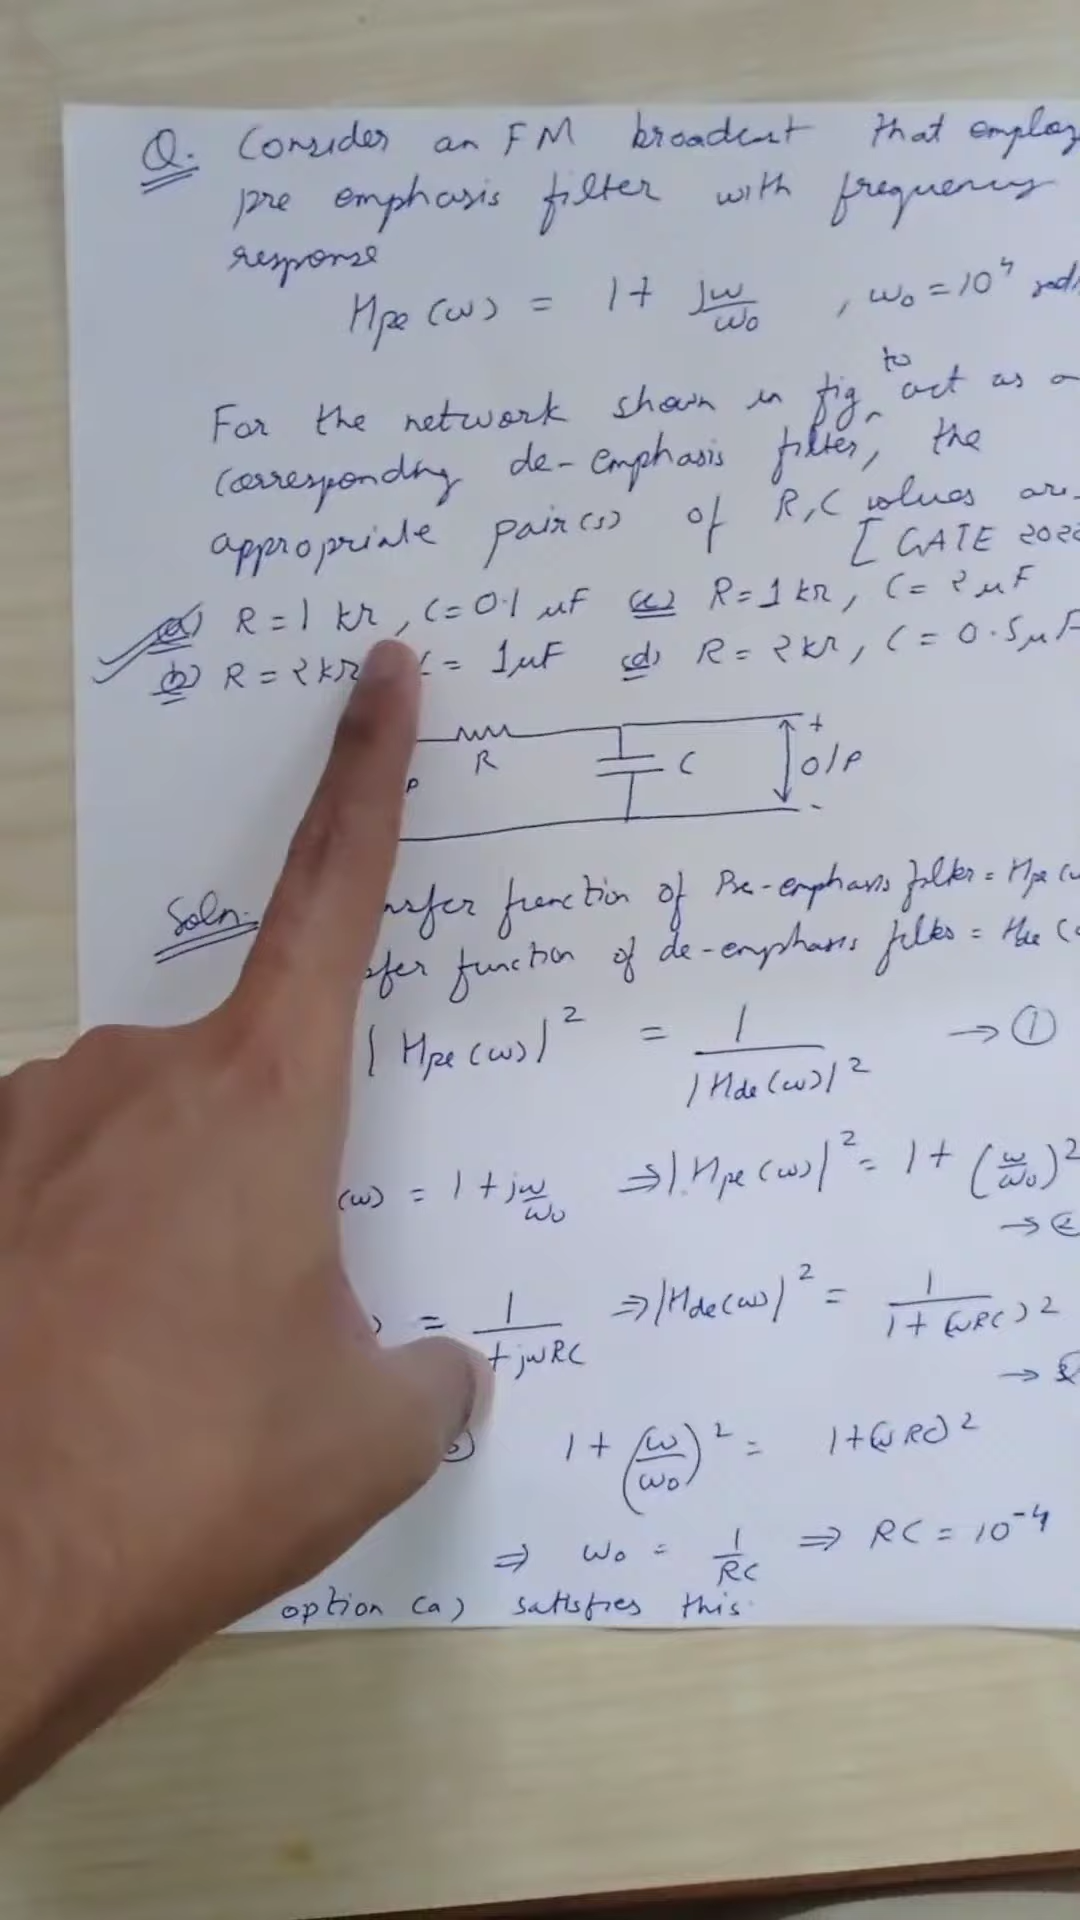 Q. Consider an FM broadcast that employ
pre emphasis filter with frequency
response
Hpe (ω) = 1 + jω/ω₀ , ω₀ = 10⁴ rad
For the network shown in fig to act as a
corresponding de-emphasis filter, the
appropriate pair(s) of R, C values are
[GATE 202
(a) R = 1 kΩ, C = 0.1 μF (c) R = 1 kΩ, C = 2 μF
(b) R = 2 kΩ = 1 μF (d) R = 2 kΩ, C = 0.5 μF
R C + O/P -
P
Soln. nsfer function of Pre-emphasis filter = Hpe (ω
sfer function of de-emphasis filter = Hde (
|Hpe (ω)|² = 1/|Hde (ω)|² → ①
(ω) = 1 + jω/ω₀ ⇒ |Hpe (ω)|² = 1 + (ω/ω₀)²
→ ②
) = 1/+ jωRC ⇒ |Hde (ω)|² = 1/1 + (ωRC)²
→
1 + (ω/ω₀)² = 1 + (ωRC)²
⇒ ω₀ = 1/RC ⇒ RC = 10⁻⁴
option (a) satisfies this